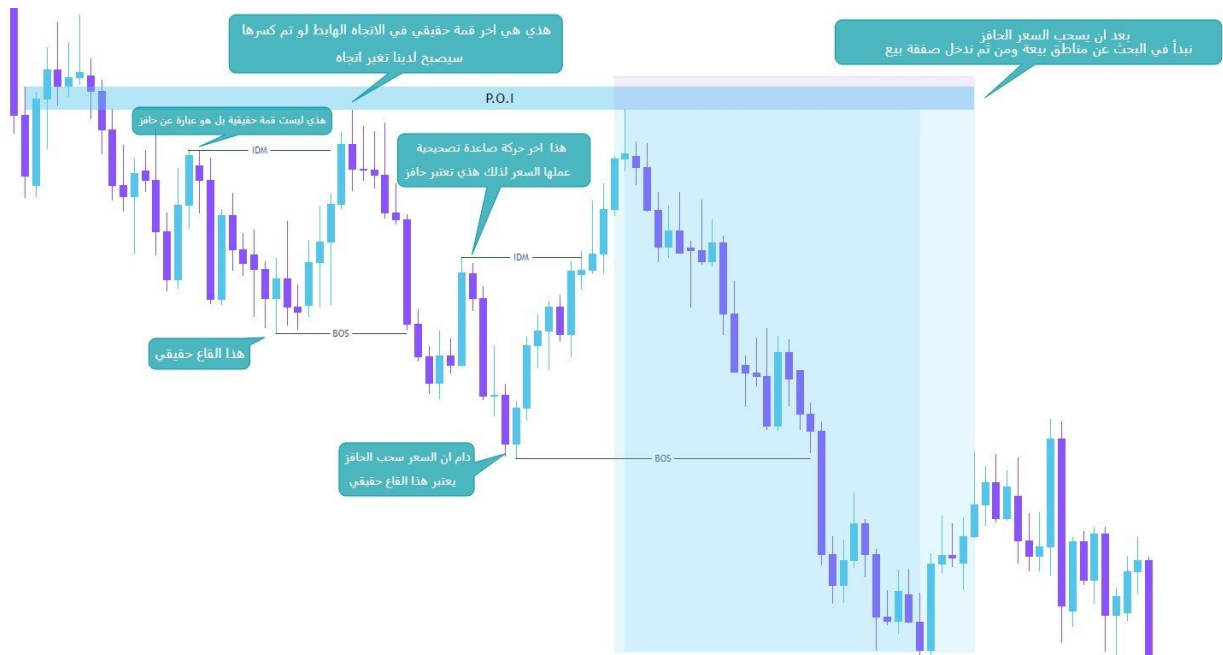 هذي هي اخر قمة حقيقي في الاتجاه الهابط لو تم كسرها
سيصبح لدينا تغير اتجاه
بعد ان يسحب السعر الحافز
نبدأ في البحث عن مناطق بيعة ومن ثم ندخل صفقة بيع
P.O.I
هذي ليست قمة حقيقية بل هو عبارة عن حافز
IDM
هذا اخر حركة صاعدة تصحيحية
عملها السعر لذلك هذي تعتبر حافز
IDM
BOS
هذا القاع حقيقي
دام ان السعر سحب الحافز
يعتبر هذا القاع حقيقي
BOS